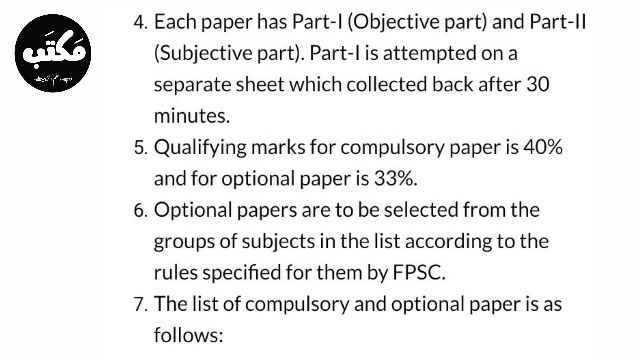 مکتب
4. Each paper has Part-I (Objective part) and Part-II
(Subjective part). Part-I is attempted on a
separate sheet which collected back after 30
minutes.
5. Qualifying marks for compulsory paper is 40%
and for optional paper is 33%.
6. Optional papers are to be selected from the
groups of subjects in the list according to the
rules specified for them by FPSC.
7. The list of compulsory and optional paper is as
follows: